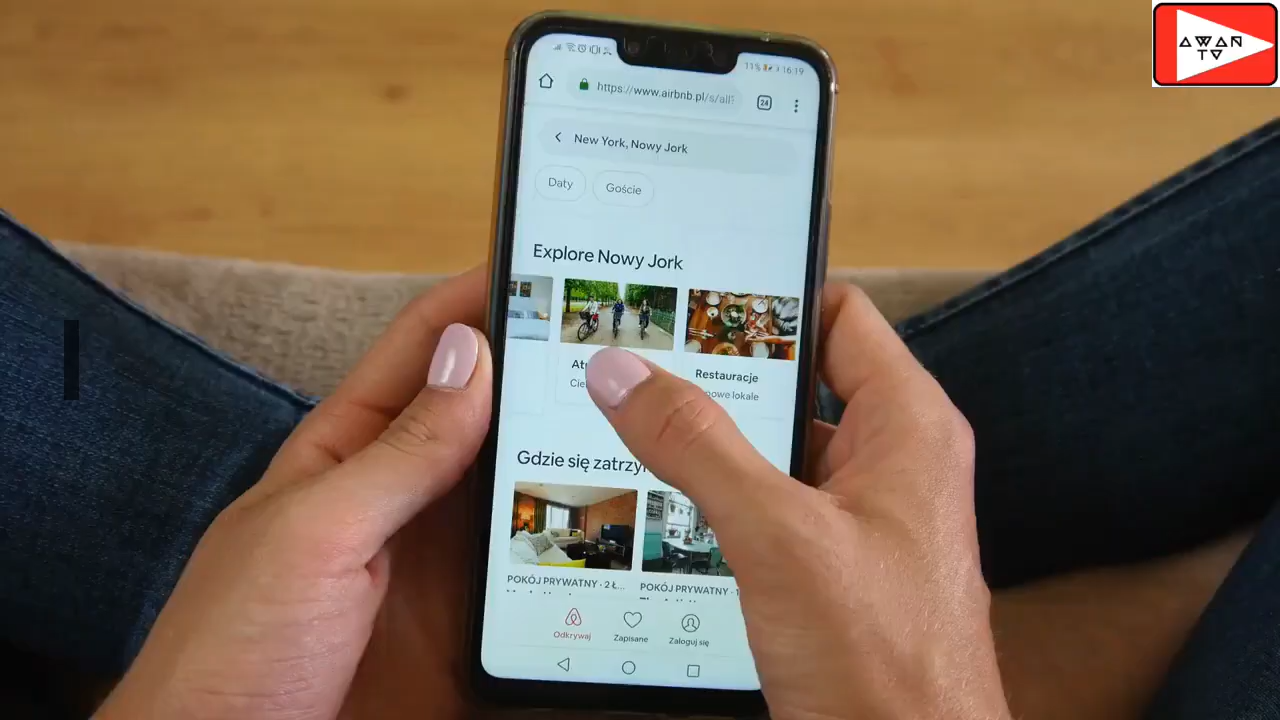 AWAN
TV
11% 16:19
https://www.airbnb.pl/s/all?
24
New York, Nowy Jork
Daty
Goście
Explore Nowy Jork
Restauracje
lokale
Gdzie się
POKÓJ PRYWATNY · 2 Ł...
POKÓJ PRYWATNY · 1
Odkrywaj
Zapisane
Zaloguj się